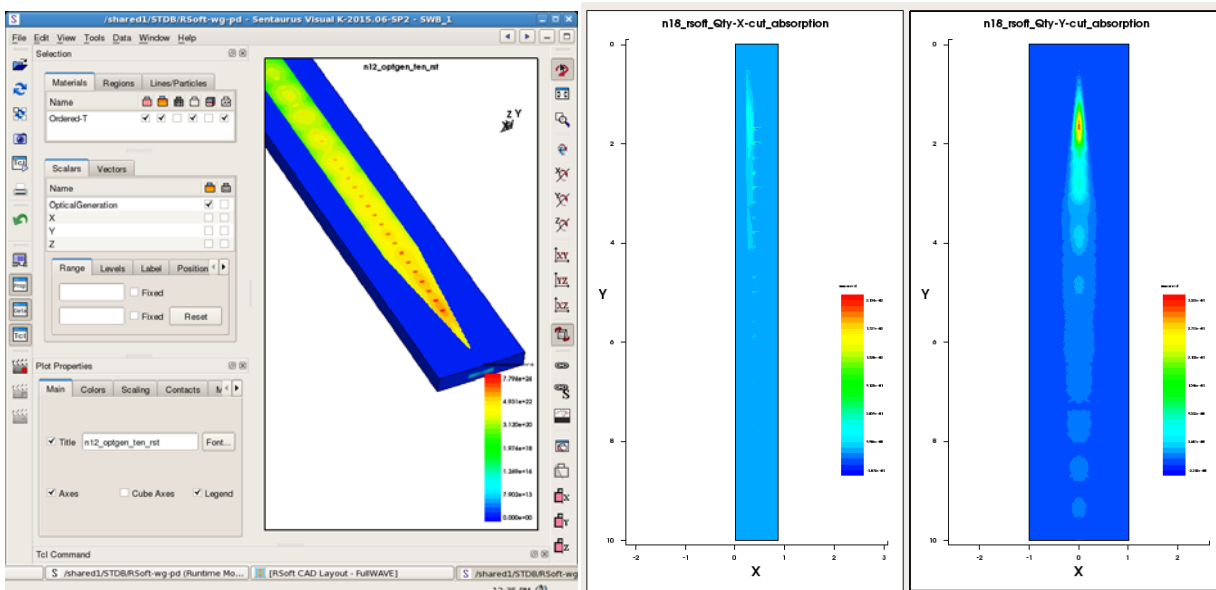 /shared1/STDB/RSoft-wg-pd - Sentaurus Visual K-2015.06-SP2 - SWB_1
File Edit View Tools Data Window Help
Selection
Materials Regions Lines/Particles
Name
Ordered-T
Scalars Vectors
Name
OpticalGeneration
X
Y
Z
Range Levels Label Position
Fixed
Fixed Reset
Plot Properties
Main Colors Scaling Contacts M
Title n12_optgen_ten_rst Font...
Axes Cube Axes Legend
Tcl Command
n12_optgen_ten_rst
Z Y
7.796e+24
4.931e+22
3.120e+20
1.974e+18
1.249e+16
7.902e+13
0.000e+00
S /shared1/STDB/RSoft-wg-pd (Runtime Mo... [RSoft CAD Layout - FullWAVE] S /shared1/STDB/RSoft-wg
n18_rsoft_Qty-X-cut_absorption
0
2
4
6
8
10
Y
-2 -1 0 1 2 3
X
n18_rsoft_Qty-Y-cut_absorption
0
2
4
6
8
10
Y
-2 -1 0 1 2
X